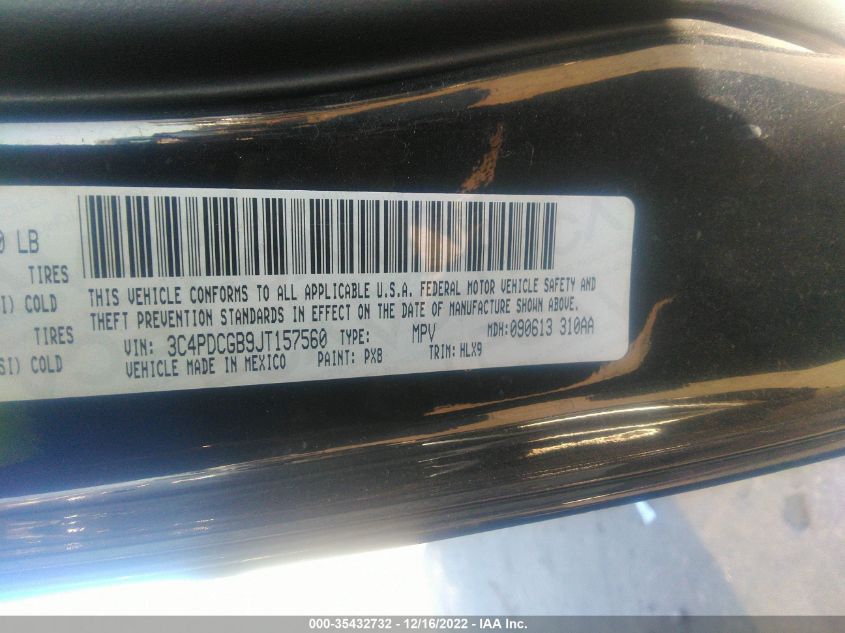 0 LB
TIRES
I) COLD
TIRES
SI) COLD
THIS VEHICLE CONFORMS TO ALL APPLICABLE U.S.A. FEDERAL MOTOR VEHICLE SAFETY AND
THEFT PREVENTION STANDARDS IN EFFECT ON THE DATE OF MANUFACTURE SHOWN ABOVE.
VIN: 3C4PDCGB9JT157560 TYPE: MPV MDH: 090613 310AA
VEHICLE MADE IN MEXICO PAINT: PX8 TRIM: HLX9
000-35432732 - 12/16/2022 - IAA Inc.